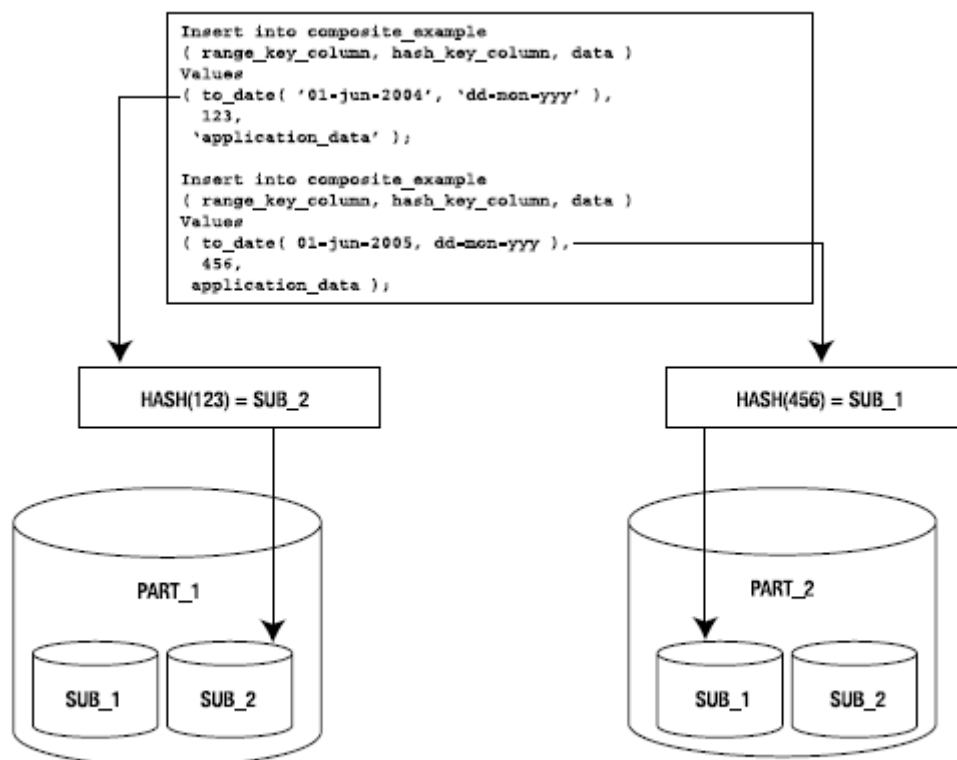 Insert into composite_example
( range_key_column, hash_key_column, data )
Values
( to_date( '01-jun-2004', 'dd-mon-yyy' ),
123,
'application_data' );
Insert into composite_example
( range_key_column, hash_key_column, data )
Values
( to_date( 01-jun-2005, dd-mon-yyy ),
456,
application_data );
HASH(123) = SUB_2
HASH(456) = SUB_1
PART_1
PART_2
SUB_1
SUB_2
SUB_1
SUB_2